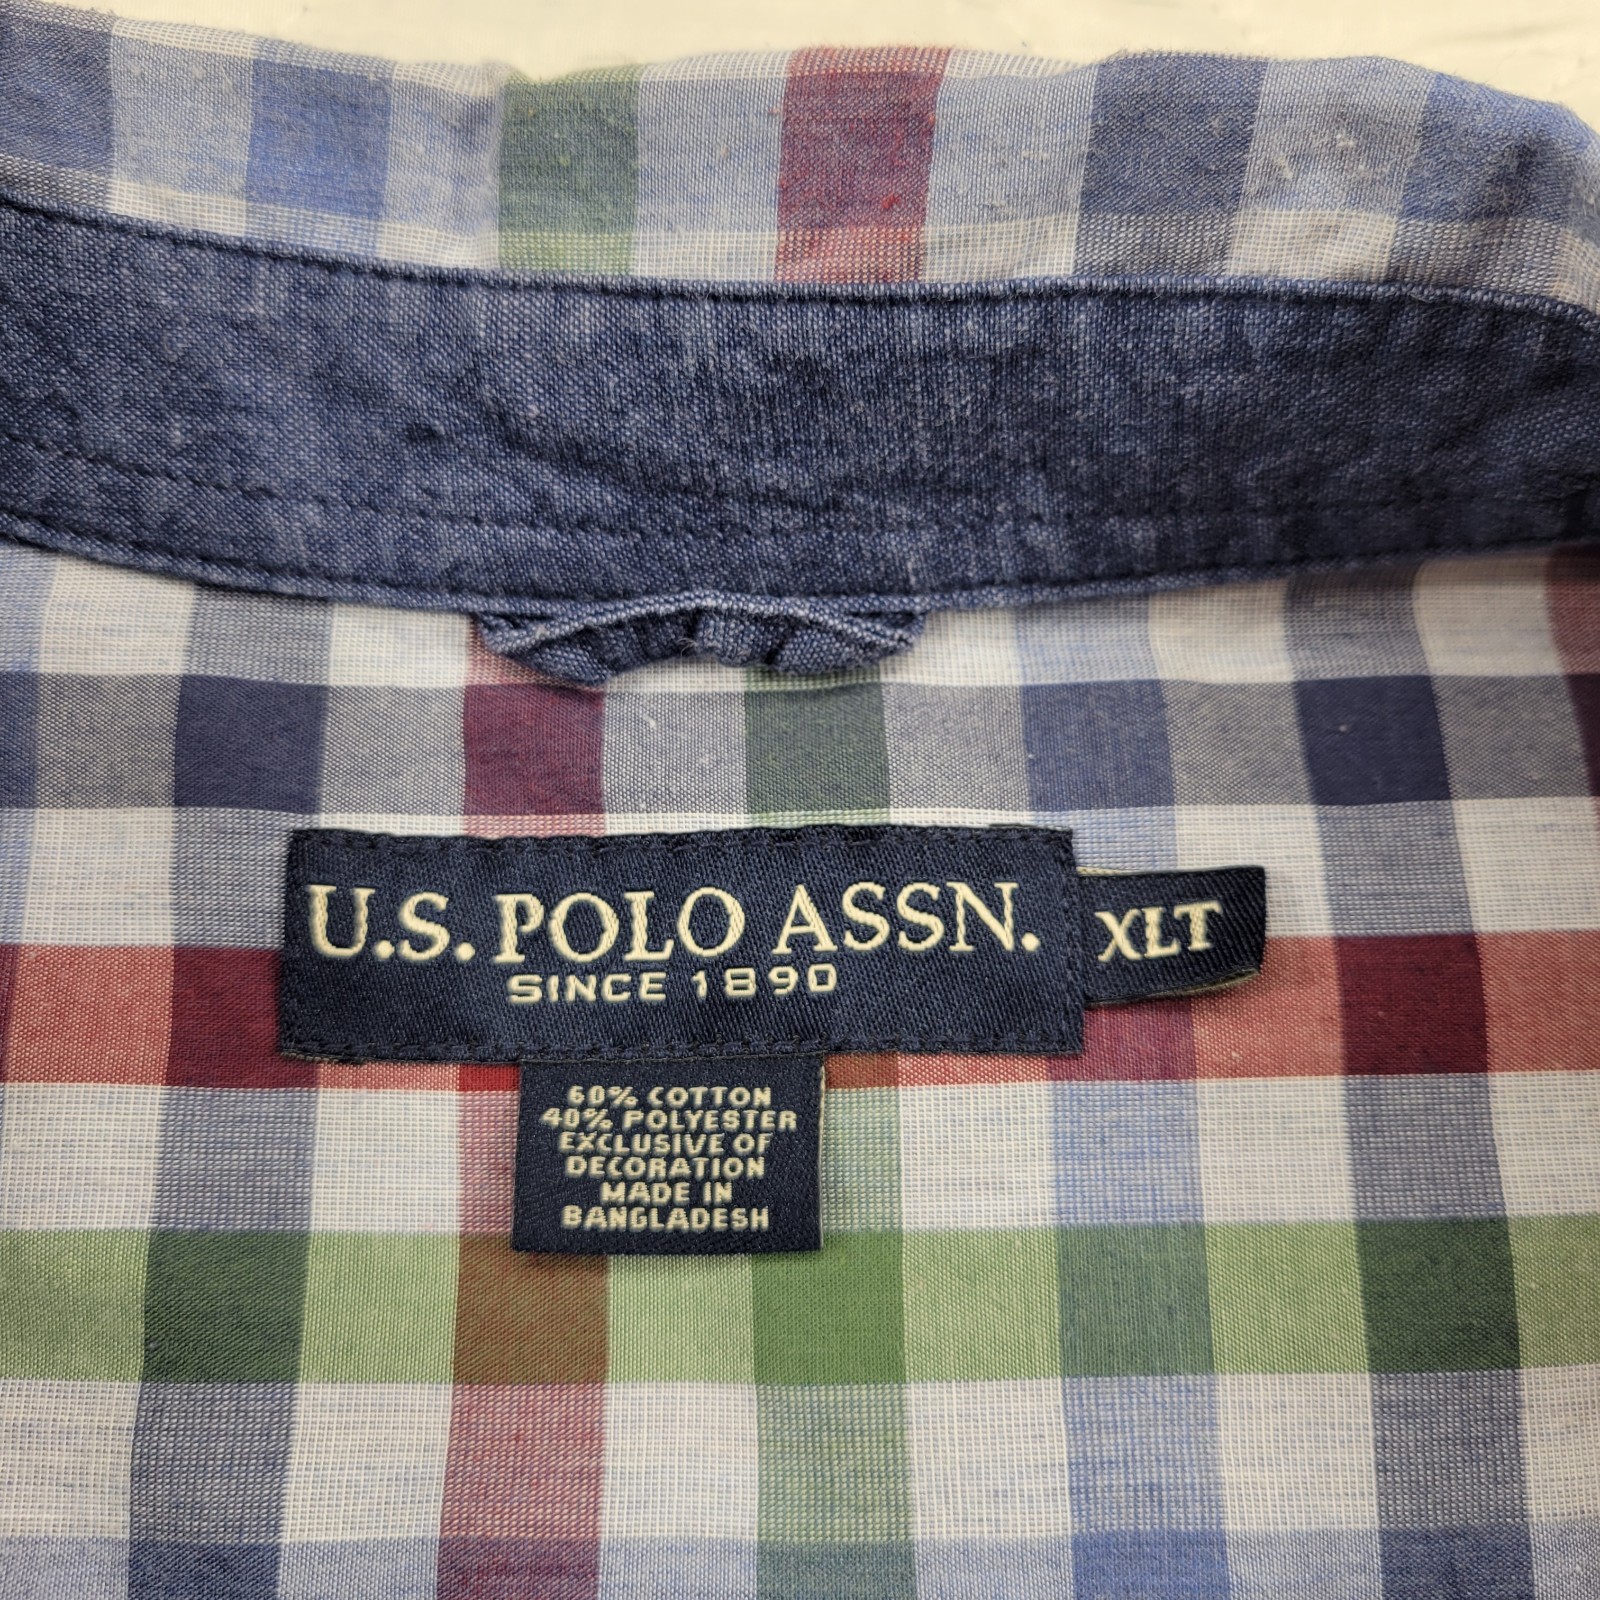 U.S. POLO ASSN.
SINCE 1890
XLT
60% COTTON
40% POLYESTER
EXCLUSIVE OF
DECORATION
MADE IN
BANGLADESH